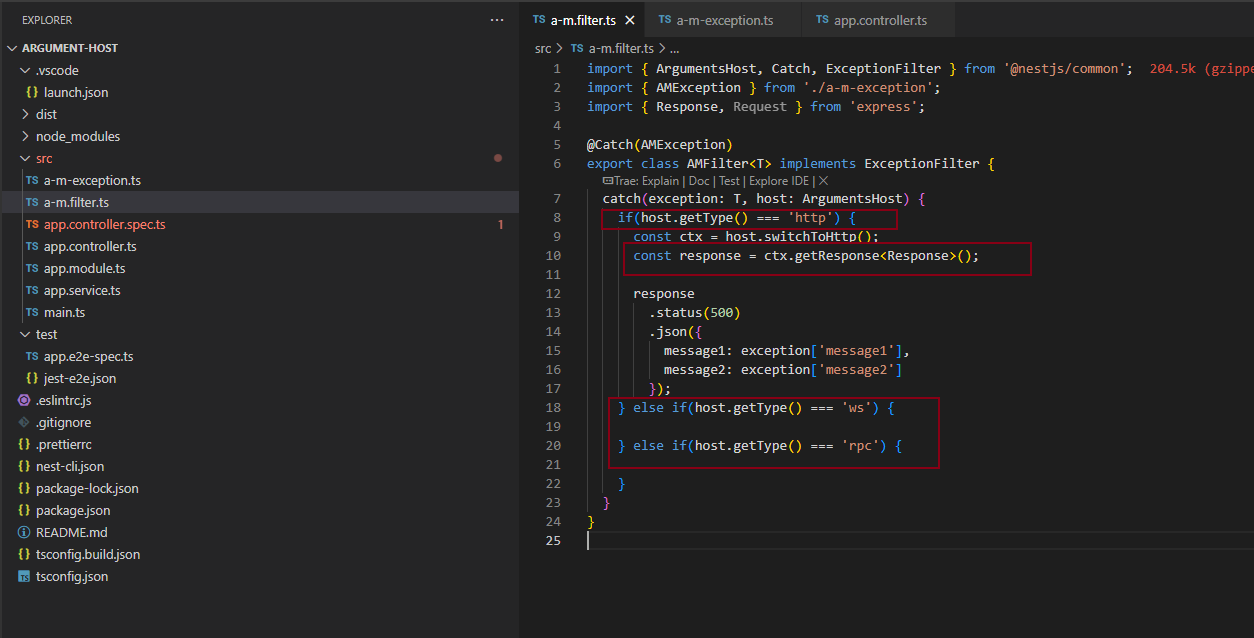 EXPLORER
ARGUMENT-HOST
.vscode
{} launch.json
dist
node_modules
src
TS a-m-exception.ts
TS a-m.filter.ts
TS app.controller.spec.ts 1
TS app.controller.ts
TS app.module.ts
TS app.service.ts
TS main.ts
test
TS app.e2e-spec.ts
{} jest-e2e.json
.eslintrc.js
.gitignore
{} .prettierrc
{} nest-cli.json
{} package-lock.json
{} package.json
README.md
{} tsconfig.build.json
TS tsconfig.json
TS a-m.filter.ts TS a-m-exception.ts TS app.controller.ts
src > TS a-m.filter.ts > ...
1 import { ArgumentsHost, Catch, ExceptionFilter } from '@nestjs/common'; 204.5k (gzippe
2 import { AMException } from './a-m-exception';
3 import { Response, Request } from 'express';
4
5 @Catch(AMException)
6 export class AMFilter<T> implements ExceptionFilter {
Trae: Explain | Doc | Test | Explore IDE | X
7 catch(exception: T, host: ArgumentsHost) {
8 if(host.getType() === 'http') {
9 const ctx = host.switchToHttp();
10 const response = ctx.getResponse<Response>();
11
12 response
13 .status(500)
14 .json({
15 message1: exception['message1'],
16 message2: exception['message2']
17 });
18 } else if(host.getType() === 'ws') {
19
20 } else if(host.getType() === 'rpc') {
21
22 }
23 }
24 }
25